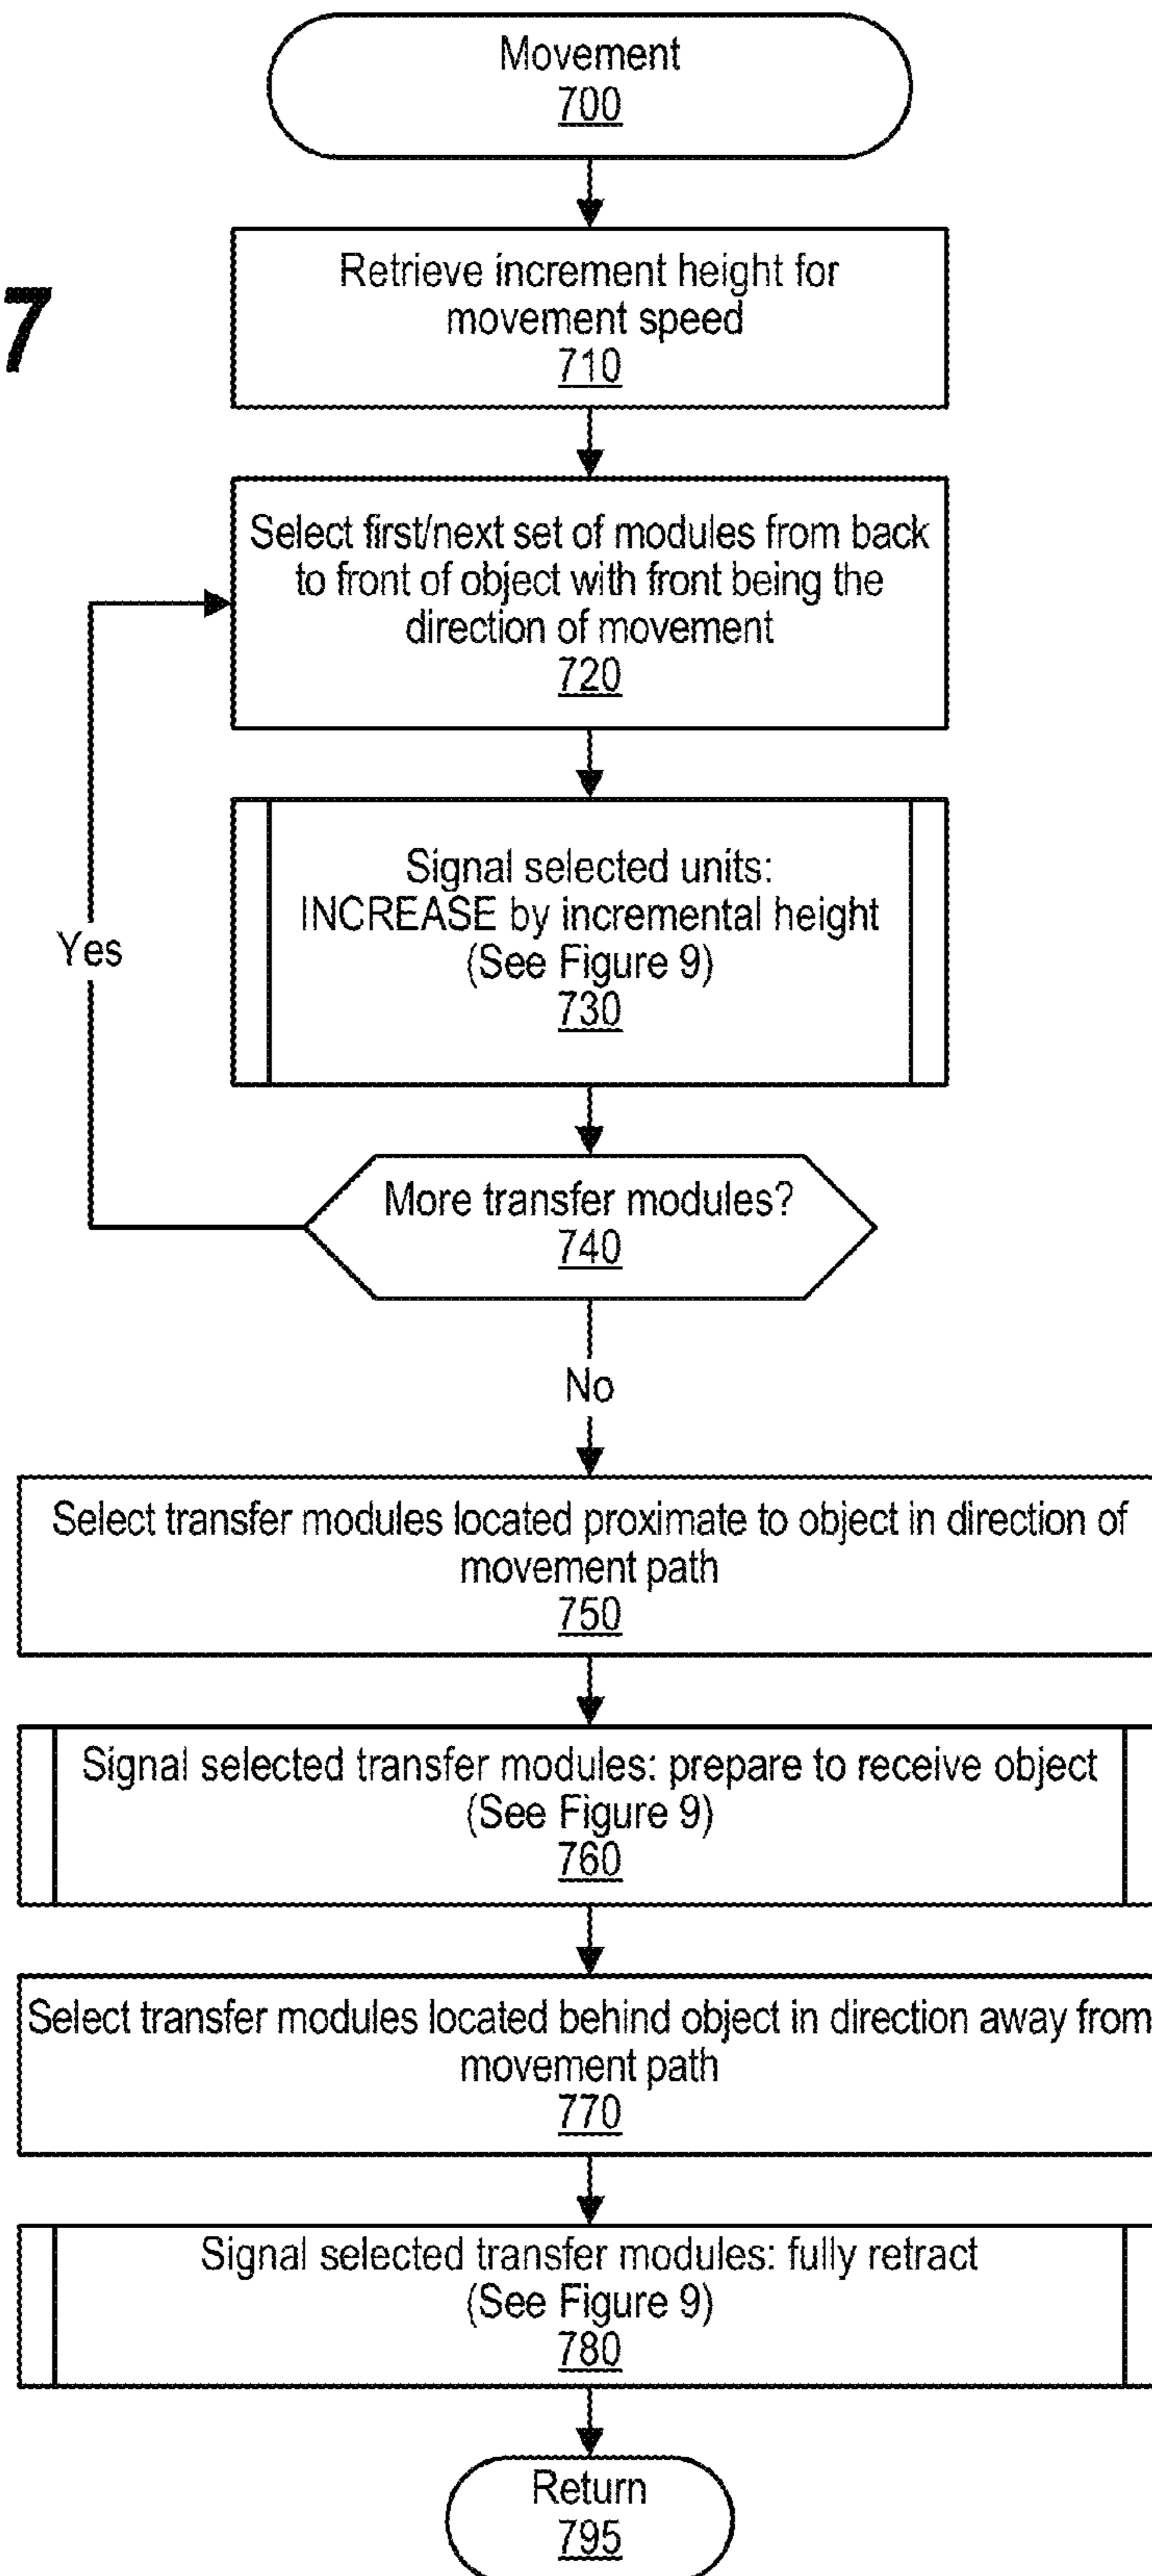 Movement
700
7
Retrieve increment height for
movement speed
710
Select first/next set of modules from back
to front of object with front being the
direction of movement
720
Signal selected units:
INCREASE by incremental height
(See Figure 9)
730
Yes
More transfer modules?
740
No
Select transfer modules located proximate to object in direction of
movement path
750
Signal selected transfer modules: prepare to receive object
(See Figure 9)
760
Select transfer modules located behind object in direction away from
movement path
770
Signal selected transfer modules: fully retract
(See Figure 9)
780
Return
795